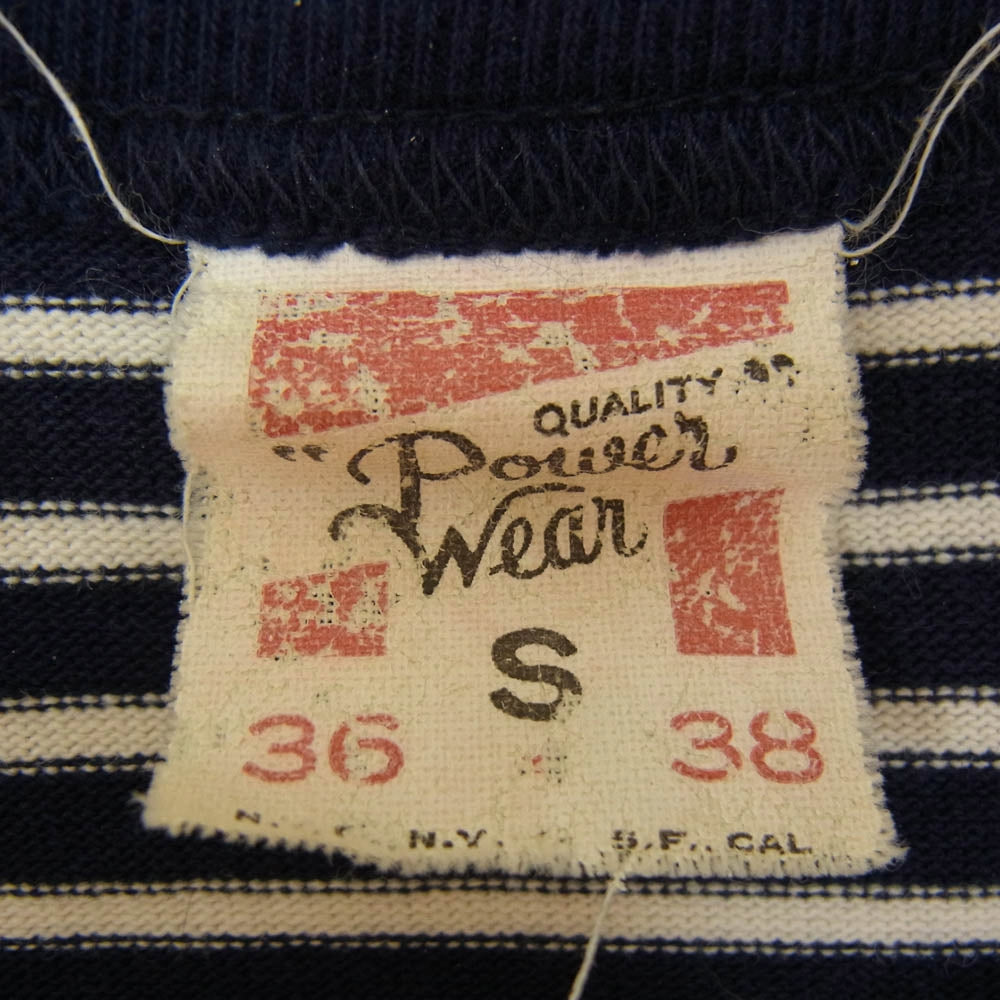 QUALITY
"Power
Wear
S
36 38
N.Y. S.F., CAL.